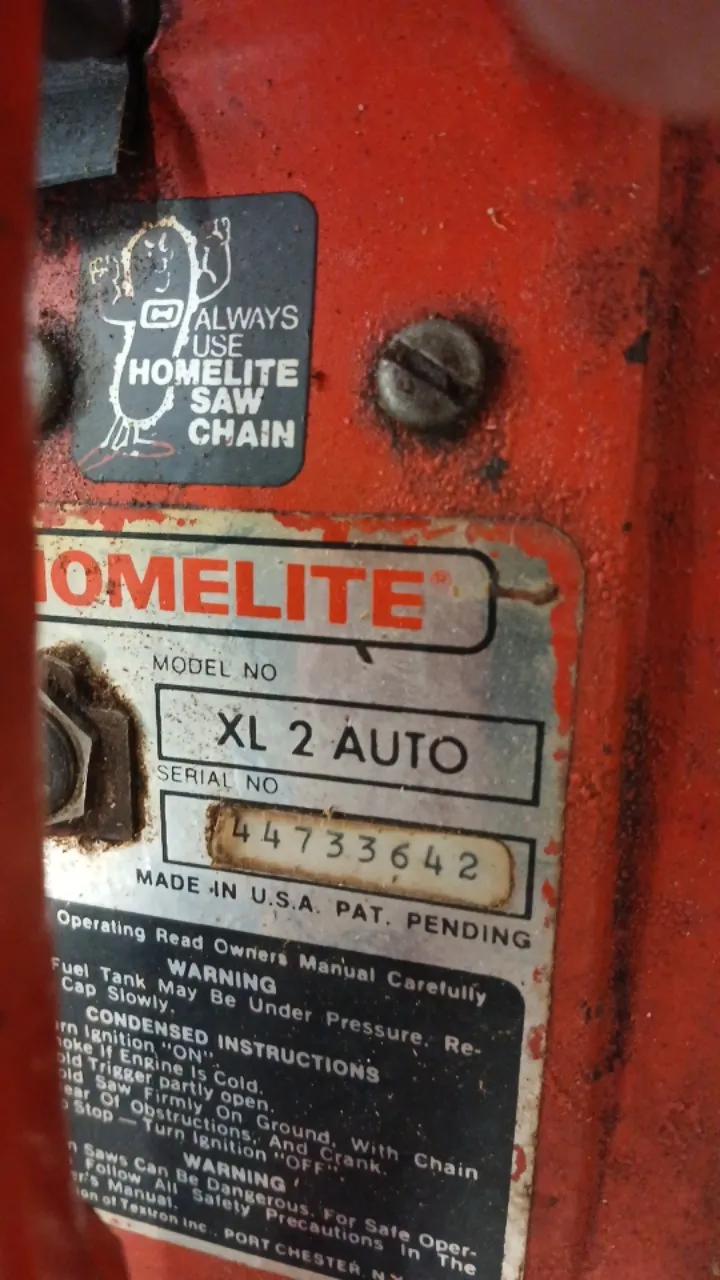 ALWAYS
USE
HOMELITE
SAW
CHAIN
HOMELITE®
MODEL NO
XL 2 AUTO
SERIAL NO
44733642
MADE IN U.S.A. PAT. PENDING
Operating Read Owners Manual Carefully
WARNING
Fuel Tank May Be Under Pressure. Re-
Cap Slowly.
CONDENSED INSTRUCTIONS
Ignition "ON".
If Engine Is Cold.
Trigger partly open.
Saw Firmly On Ground, With Chain
Of Obstructions, And Crank.
Stop — Turn Ignition "OFF".
WARNING
Saws Can Be Dangerous. For Safe Oper-
Follow All Safety Precautions In The
Manual.
of Textron Inc., PORT CHESTER, N.Y.